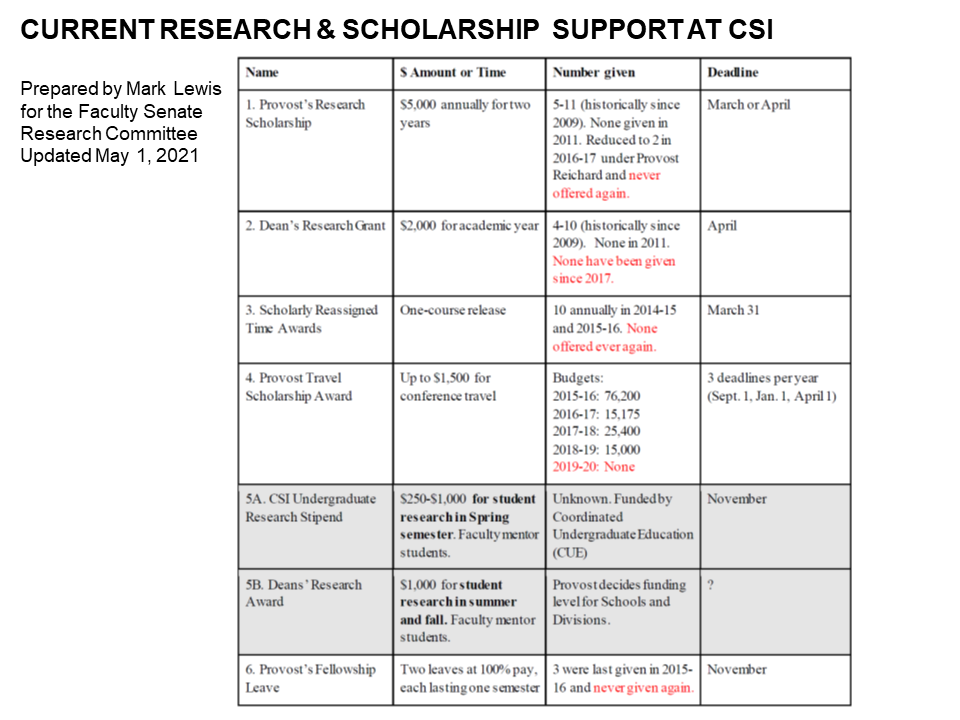 CURRENT RESEARCH & SCHOLARSHIP SUPPORT AT CSI
Prepared by Mark Lewis
for the Faculty Senate
Research Committee
Updated May 1, 2021
Name
$ Amount or Time
Number given
Deadline
1. Provost's Research
Scholarship
$5,000 annually for two
years
5-11 (historically since
2009). None given in
2011. Reduced to 2 in
2016-17 under Provost
Reichard and never
offered again.
March or April
2. Dean's Research Grant
$2,000 for academic year
4-10 (historically since
2009). None in 2011.
None have been given
since 2017.
April
3. Scholarly Reassigned
Time Awards
One-course release
10 annually in 2014-15
and 2015-16. None
offered ever again.
March 31
4. Provost Travel
Scholarship Award
Up to $1,500 for
conference travel
Budgets:
2015-16: 76,200
2016-17: 15,175
2017-18: 25,400
2018-19: 15,000
2019-20: None
3 deadlines per year
(Sept. 1, Jan. 1, April 1)
5A. CSI Undergraduate
Research Stipend
$250-$1,000 for student
research in Spring
semester. Faculty mentor
students.
Unknown. Funded by
Coordinated
Undergraduate Education
(CUE)
November
5B. Deans' Research
Award
$1,000 for student
research in summer
and fall. Faculty mentor
students.
Provost decides funding
level for Schools and
Divisions.
?
6. Provost's Fellowship
Leave
Two leaves at 100% pay,
each lasting one semester
3 were last given in 2015-
16 and never given again.
November